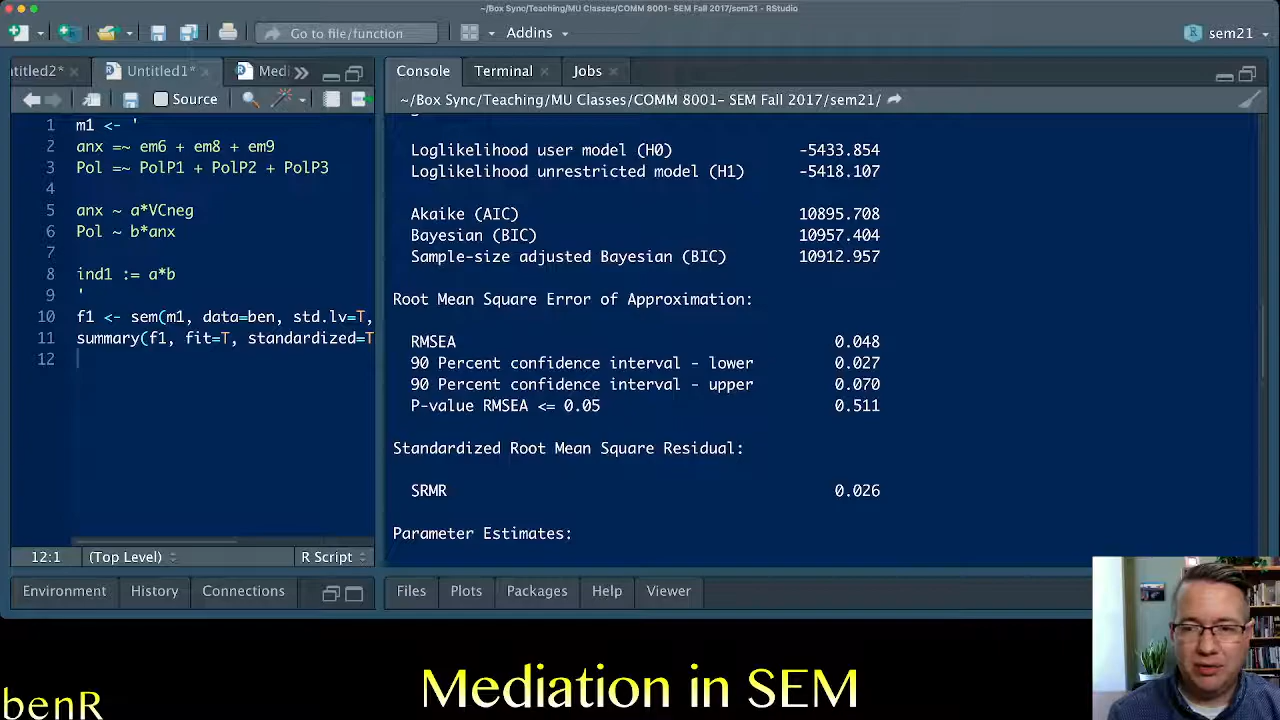 ~/Box Sync/Teaching/MU Classes/COMM 8001- SEM Fall 2017/sem21 - RStudio
Go to file/function
Addins
sem21
ntitled2*
Untitled1*
Medi
Console
Terminal
Jobs
Source
~/Box Sync/Teaching/MU Classes/COMM 8001- SEM Fall 2017/sem21/
1 m1 <- '
2 anx =~ em6 + em8 + em9
3 Pol =~ PolP1 + PolP2 + PolP3
4
5 anx ~ a*VCneg
6 Pol ~ b*anx
7
8 ind1 := a*b
9 '
10 f1 <- sem(m1, data=ben, std.lv=T,
11 summary(f1, fit=T, standardized=T
12
12:1
(Top Level)
R Script
Loglikelihood user model (H0) -5433.854
Loglikelihood unrestricted model (H1) -5418.107
Akaike (AIC) 10895.708
Bayesian (BIC) 10957.404
Sample-size adjusted Bayesian (BIC) 10912.957
Root Mean Square Error of Approximation:
RMSEA 0.048
90 Percent confidence interval - lower 0.027
90 Percent confidence interval - upper 0.070
P-value RMSEA <= 0.05 0.511
Standardized Root Mean Square Residual:
SRMR 0.026
Parameter Estimates:
Environment
History
Connections
Files
Plots
Packages
Help
Viewer
Mediation in SEM
benR